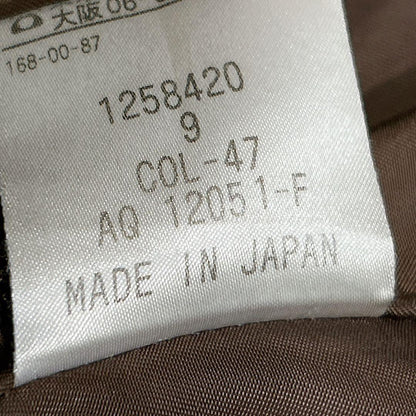 大阪06
168-00-87
1258420
9
COL-47
AQ 12051-F
MADE IN JAPAN